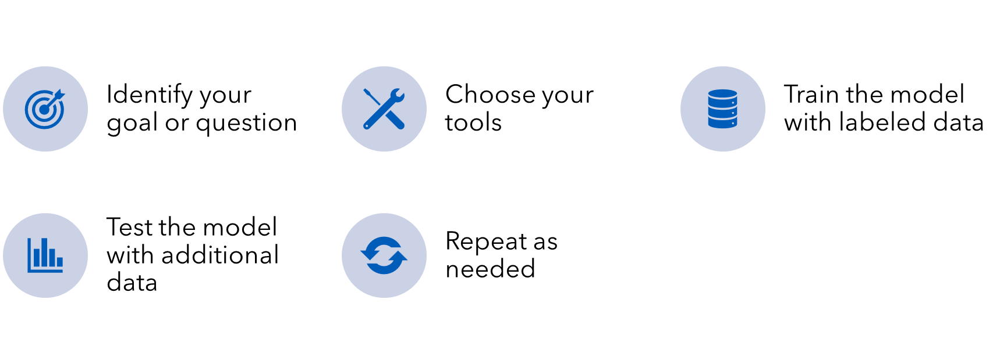 Identify your
goal or question
Choose your
tools
Train the model
with labeled data
Test the model
with additional
data
Repeat as
needed